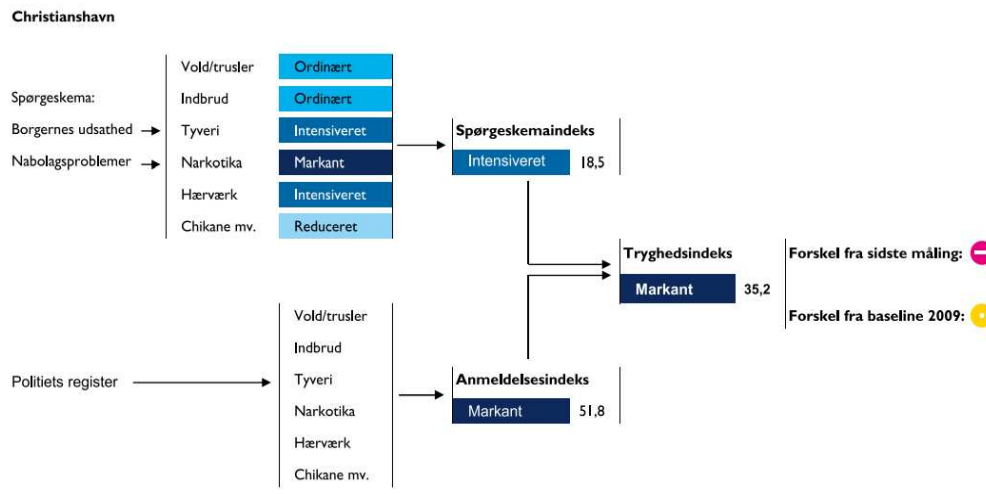 Christianshavn
Spørgeskema:
Borgernes udsathed
Nabolagsproblemer
Vold/trusler Ordinært
Indbrud Ordinært
Tyveri Intensiveret
Narkotika Markant
Hærværk Intensiveret
Chikane mv. Reduceret
Spørgeskemaindeks
Intensiveret 18,5
Tryghedsindeks
Markant 35,2
Forskel fra sidste måling:
Forskel fra baseline 2009:
Politiets register
Vold/trusler
Indbrud
Tyveri
Narkotika
Hærværk
Chikane mv.
Anmeldelsesindeks
Markant 51,8